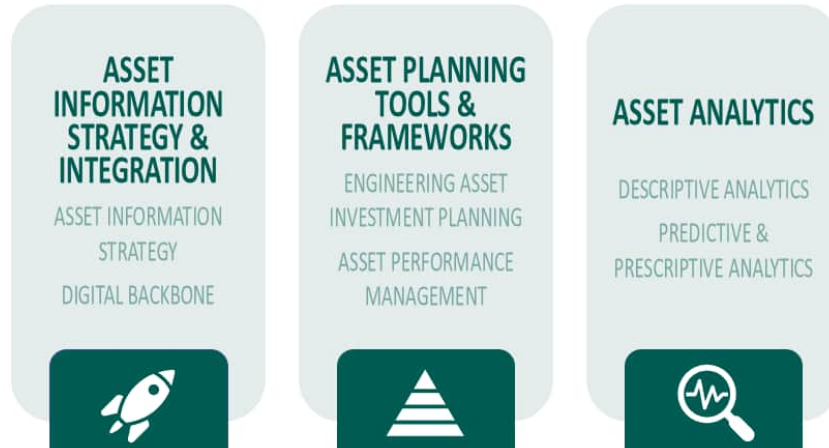 ASSET
INFORMATION
STRATEGY &
INTEGRATION
ASSET INFORMATION
STRATEGY
DIGITAL BACKBONE
ASSET PLANNING
TOOLS &
FRAMEWORKS
ENGINEERING ASSET
INVESTMENT PLANNING
ASSET PERFORMANCE
MANAGEMENT
ASSET ANALYTICS
DESCRIPTIVE ANALYTICS
PREDICTIVE &
PRESCRIPTIVE ANALYTICS